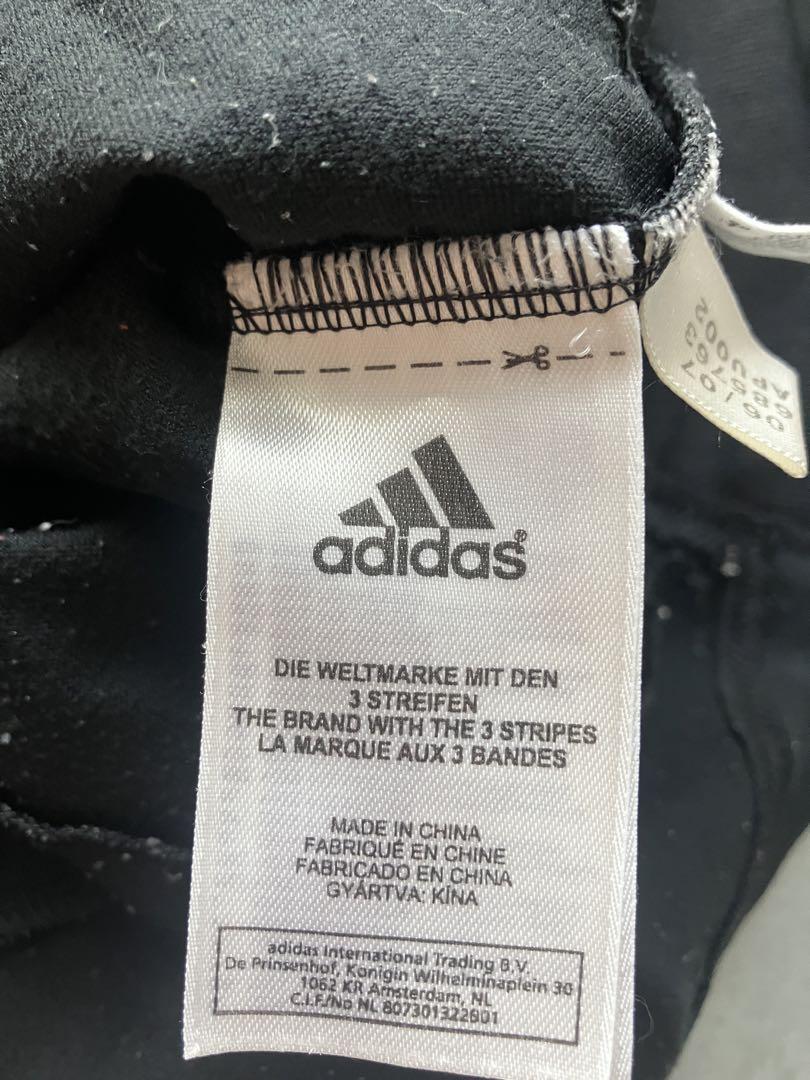 adidas®
DIE WELTMARKE MIT DEN
3 STREIFEN
THE BRAND WITH THE 3 STRIPES
LA MARQUE AUX 3 BANDES
MADE IN CHINA
FABRIQUÉ EN CHINE
FABRICADO EN CHINA
GYÁRTVA: KÍNA
adidas International Trading B.V.
De Prinsenhof, Konigin Wilhelminaplein 30
1062 KR Amsterdam, NL
C.I.F./No NL 807301322B01
06/07